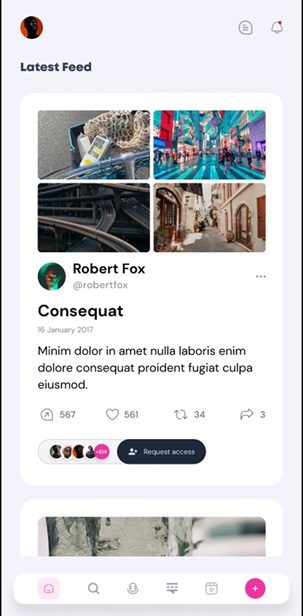 Latest Feed
Robert Fox
@robertfox
Consequat
16 January 2017
Minim dolor in amet nulla laboris enim
dolore consequat proident fugiat culpa
eiusmod.
567 561 34 3
+104 Request access